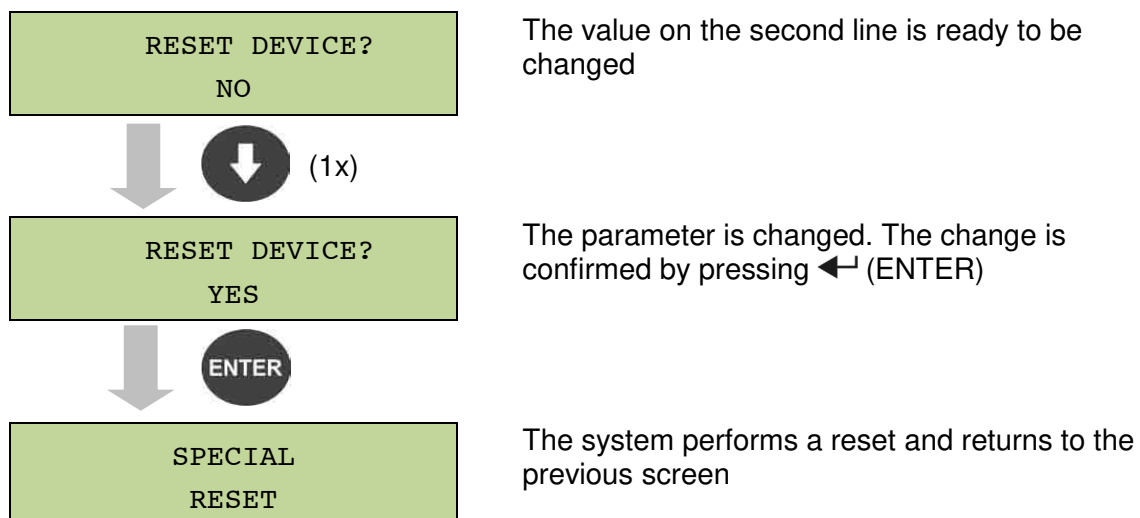 RESET DEVICE?
NO
The value on the second line is ready to be
changed
(1x)
RESET DEVICE?
YES
The parameter is changed. The change is
confirmed by pressing (ENTER)
ENTER
SPECIAL
RESET
The system performs a reset and returns to the
previous screen